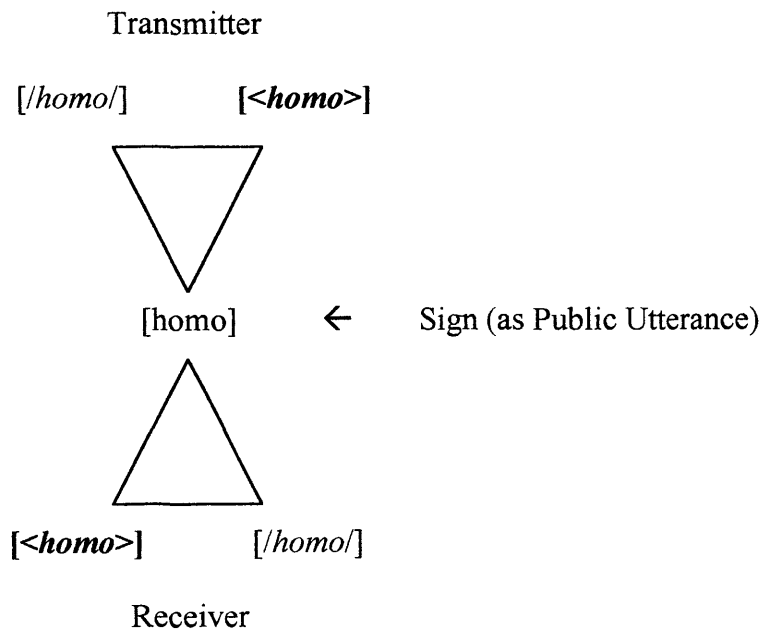 Transmitter
[/homo/] [<homo>]
[homo] ← Sign (as Public Utterance)
[<homo>] [/homo/]
Receiver